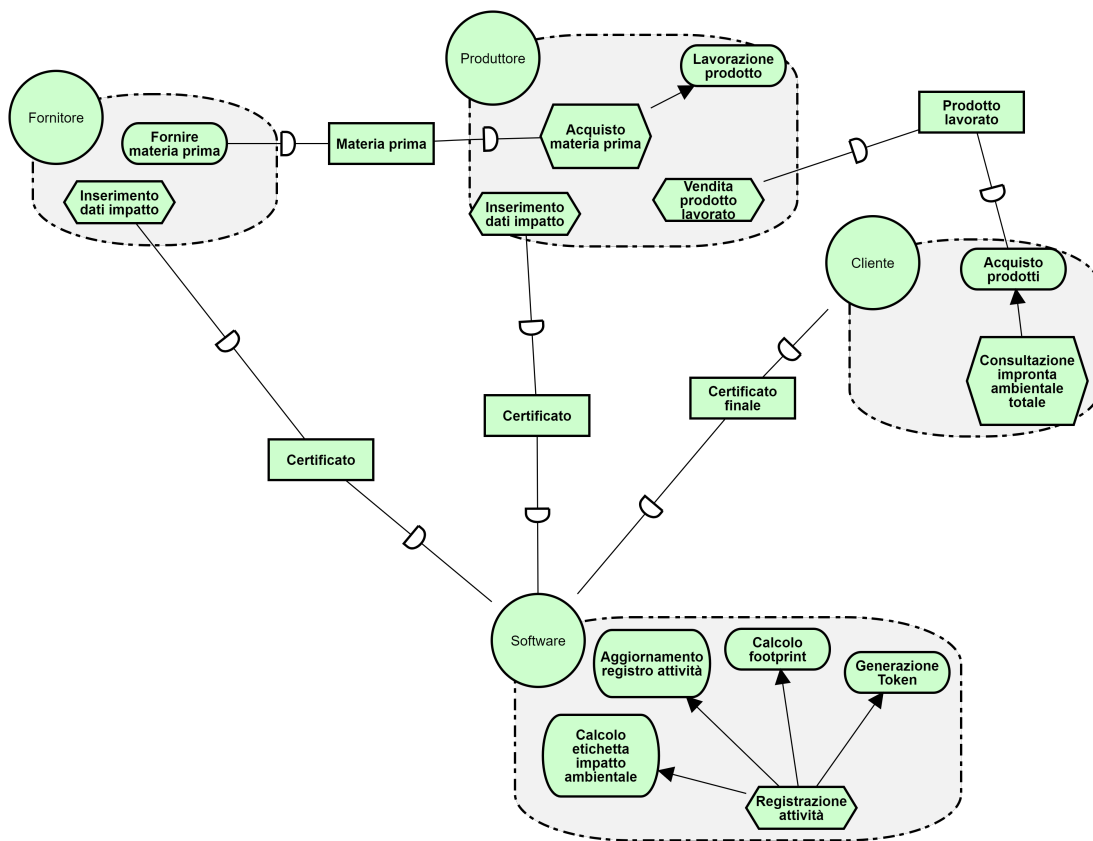 Fornitore
Fornire
materia prima
Inserimento
dati impatto
Materia prima
Produttore
Lavorazione
prodotto
Acquisto
materia prima
Vendita
prodotto
lavorato
Inserimento
dati impatto
Prodotto
lavorato
Cliente
Acquisto
prodotti
Consultazione
impronta
ambientale
totale
Certificato
finale
Certificato
Certificato
Software
Aggiornamento
registro attività
Calcolo
footprint
Generazione
Token
Calcolo
etichetta
impatto
ambientale
Registrazione
attività